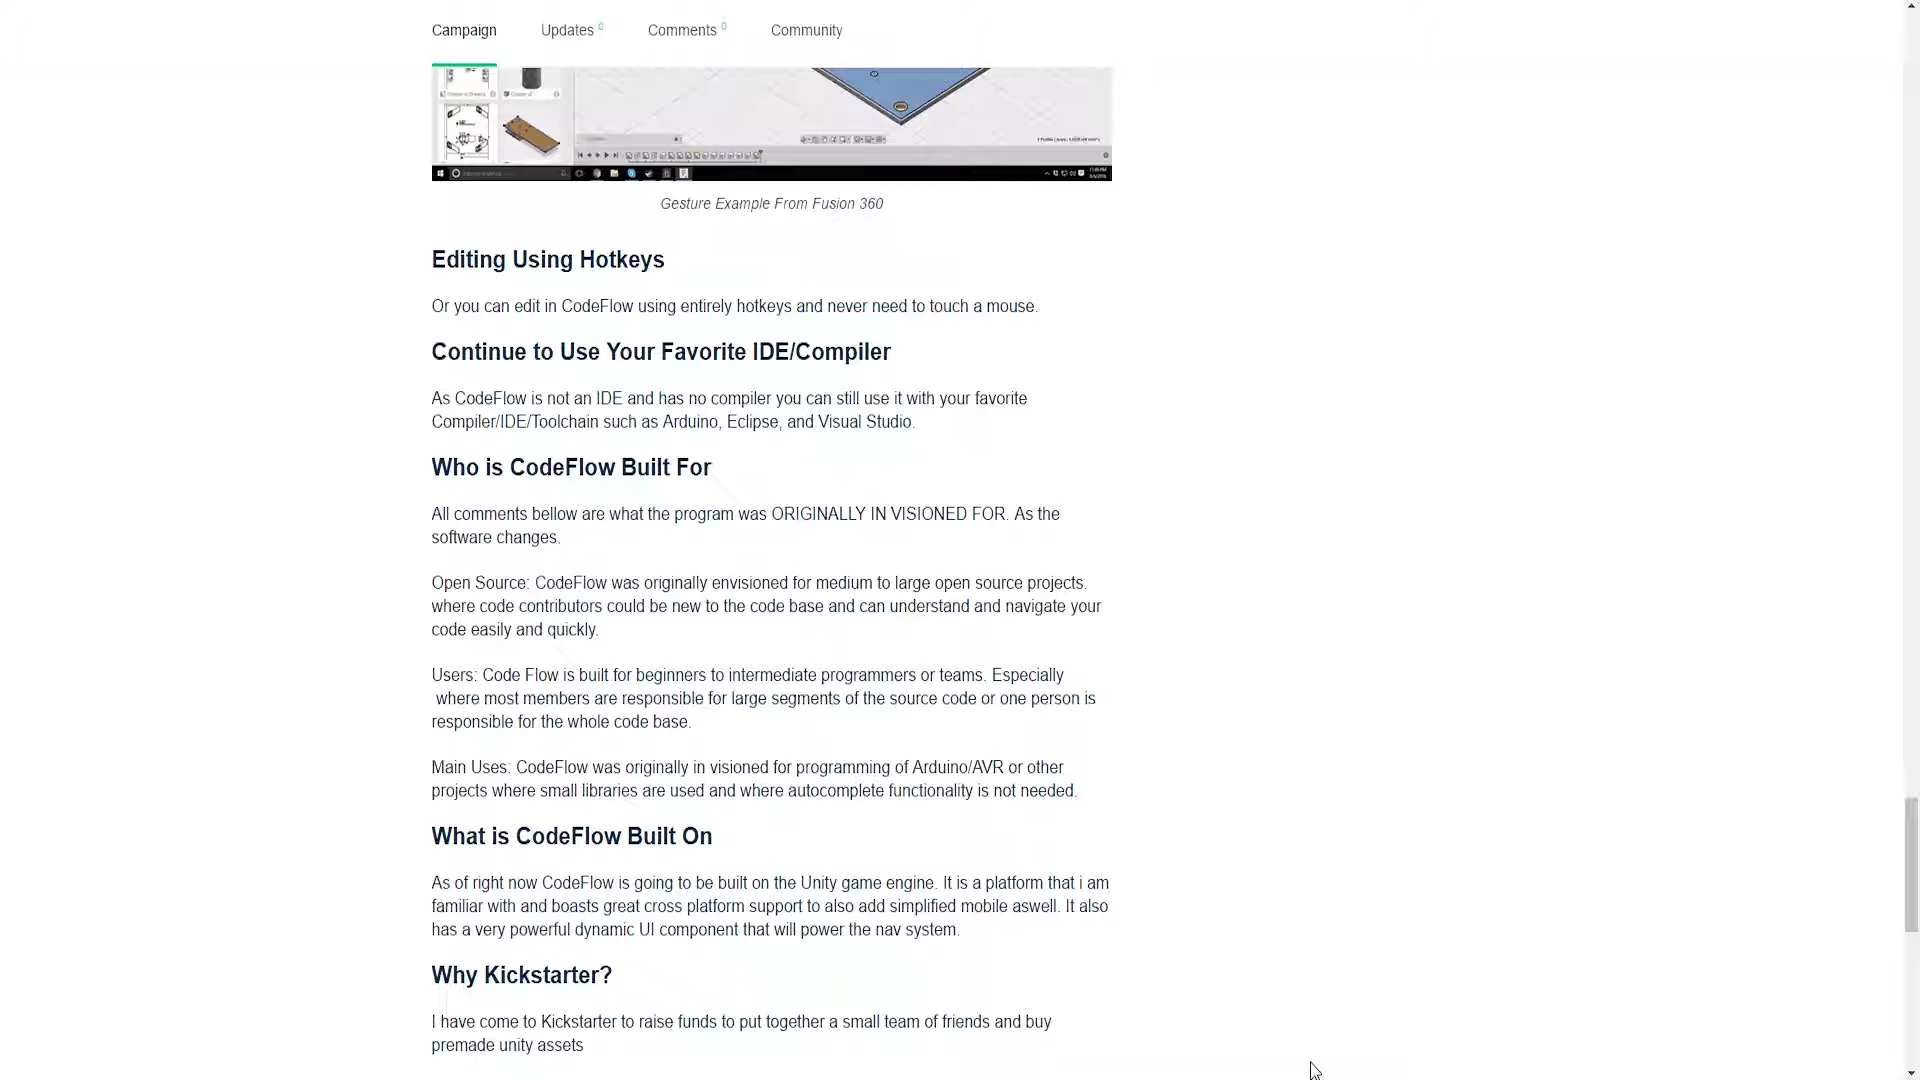 Campaign Updates 0 Comments 0 Community
Gesture Example From Fusion 360
Editing Using Hotkeys
Or you can edit in CodeFlow using entirely hotkeys and never need to touch a mouse.
Continue to Use Your Favorite IDE/Compiler
As CodeFlow is not an IDE and has no compiler you can still use it with your favorite
Compiler/IDE/Toolchain such as Arduino, Eclipse, and Visual Studio.
Who is CodeFlow Built For
All comments bellow are what the program was ORIGINALLY IN VISIONED FOR. As the
software changes.
Open Source: CodeFlow was originally envisioned for medium to large open source projects.
where code contributors could be new to the code base and can understand and navigate your
code easily and quickly.
Users: Code Flow is built for beginners to intermediate programmers or teams. Especially
where most members are responsible for large segments of the source code or one person is
responsible for the whole code base.
Main Uses: CodeFlow was originally in visioned for programming of Arduino/AVR or other
projects where small libraries are used and where autocomplete functionality is not needed.
What is CodeFlow Built On
As of right now CodeFlow is going to be built on the Unity game engine. It is a platform that i am
familiar with and boasts great cross platform support to also add simplified mobile aswell. It also
has a very powerful dynamic UI component that will power the nav system.
Why Kickstarter?
I have come to Kickstarter to raise funds to put together a small team of friends and buy
premade unity assets